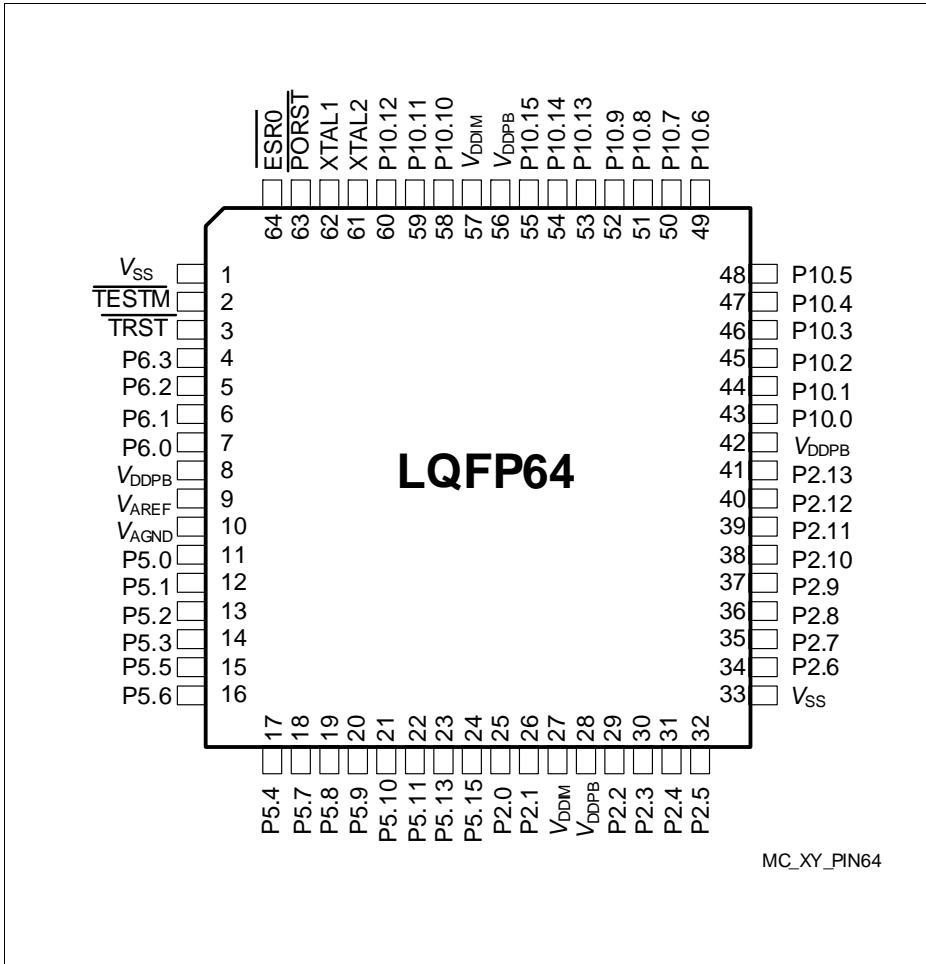 ESR0
PORST
XTAL1
XTAL2
P10.12
P10.11
P10.10
VDDIM
VDDPB
P10.15
P10.14
P10.13
P10.9
P10.8
P10.7
P10.6
64
63
62
61
60
59
58
57
56
55
54
53
52
51
50
49
VSS 1
TESTM 2
TRST 3
P6.3 4
P6.2 5
P6.1 6
P6.0 7
VDDPB 8
VAREF 9
VAGND 10
P5.0 11
P5.1 12
P5.2 13
P5.3 14
P5.5 15
P5.6 16
LQFP64
48 P10.5
47 P10.4
46 P10.3
45 P10.2
44 P10.1
43 P10.0
42 VDDPB
41 P2.13
40 P2.12
39 P2.11
38 P2.10
37 P2.9
36 P2.8
35 P2.7
34 P2.6
33 VSS
17
18
19
20
21
22
23
24
25
26
27
28
29
30
31
32
P5.4
P5.7
P5.8
P5.9
P5.10
P5.11
P5.13
P5.15
P2.0
P2.1
VDDIM
VDDPB
P2.2
P2.3
P2.4
P2.5
MC_XY_PIN64